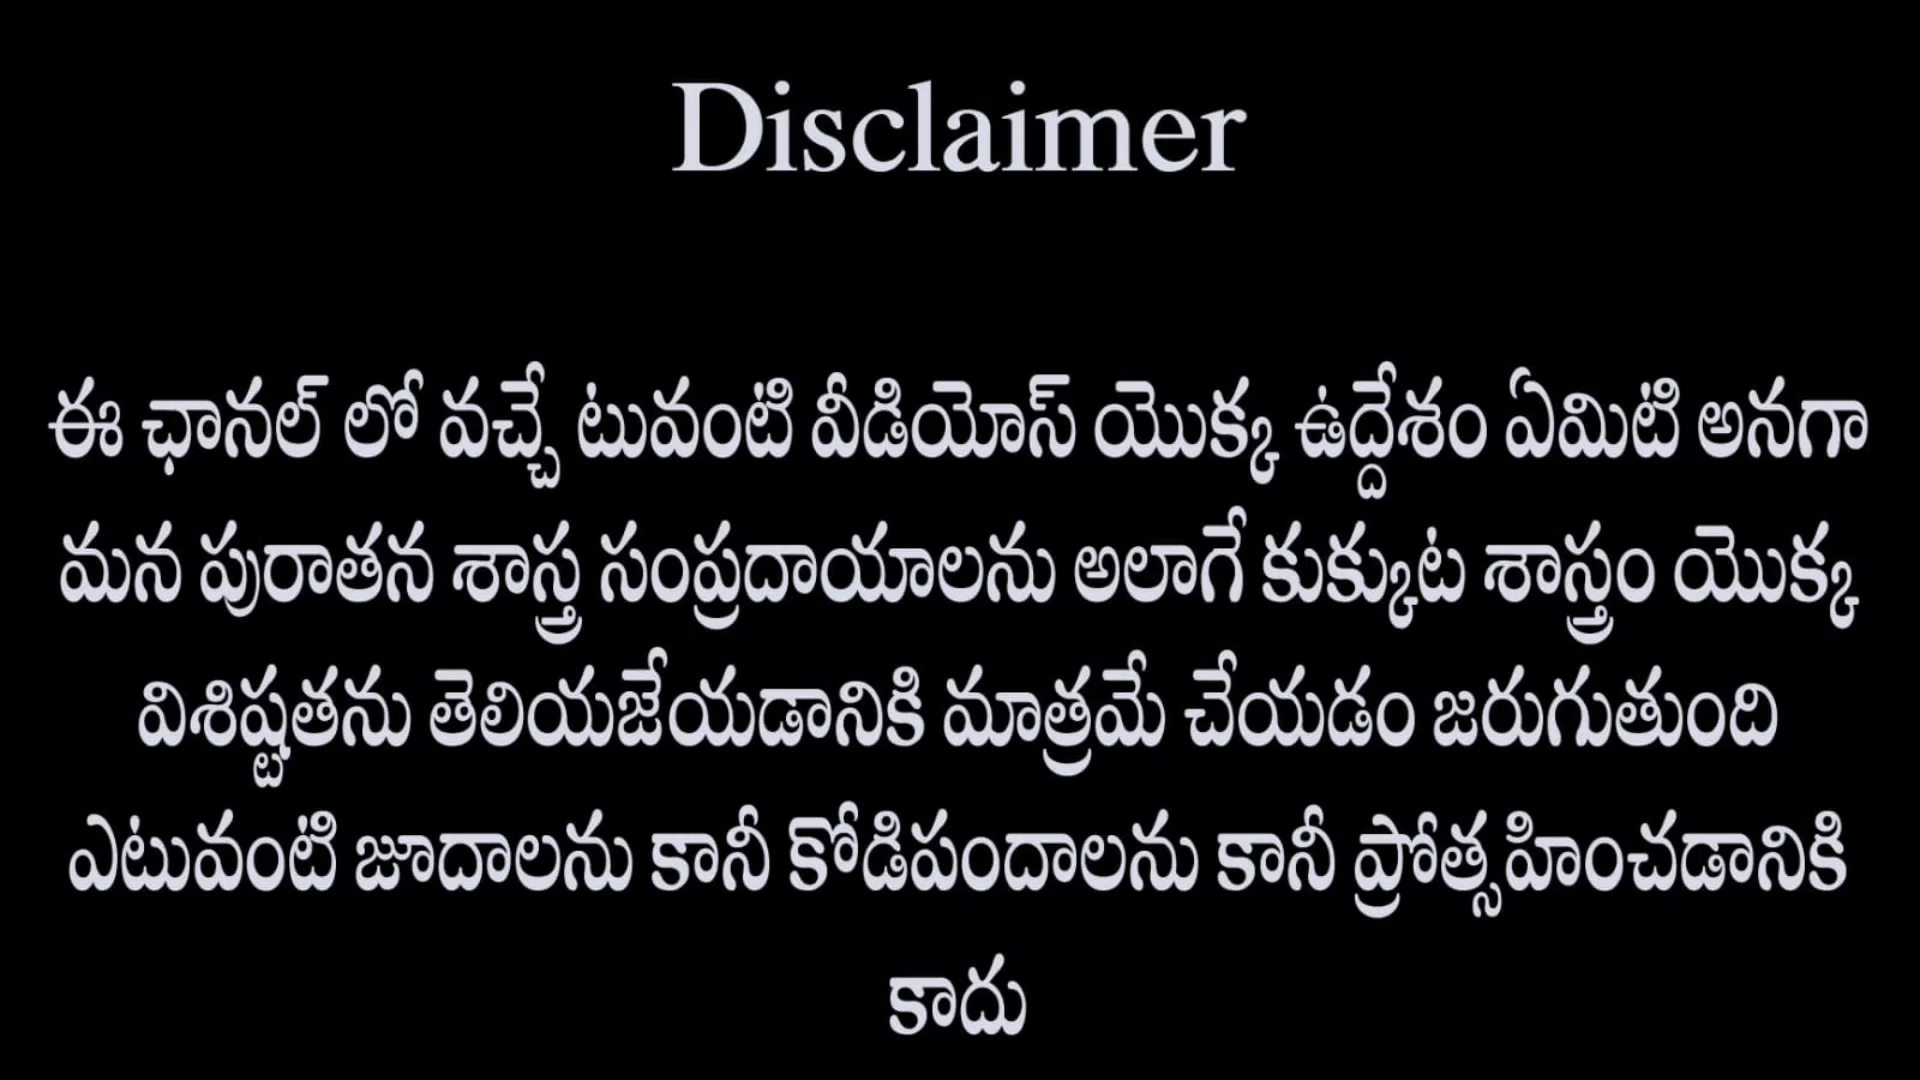 Disclaimer
ఈ ఛానల్ లో వచ్చే టువంటి వీడియోస్ యొక్క ఉద్దేశం ఏమిటి అనగా
మన పురాతన శాస్త్ర సంప్రదాయాలను అలాగే కుక్కుట శాస్త్రం యొక్క
విశిష్టతను తెలియజేయడానికి మాత్రమే చేయడం జరుగుతుంది
ఎటువంటి జూదాలను కానీ కోడిపందాలను కానీ ప్రోత్సహించడానికి
కాదు